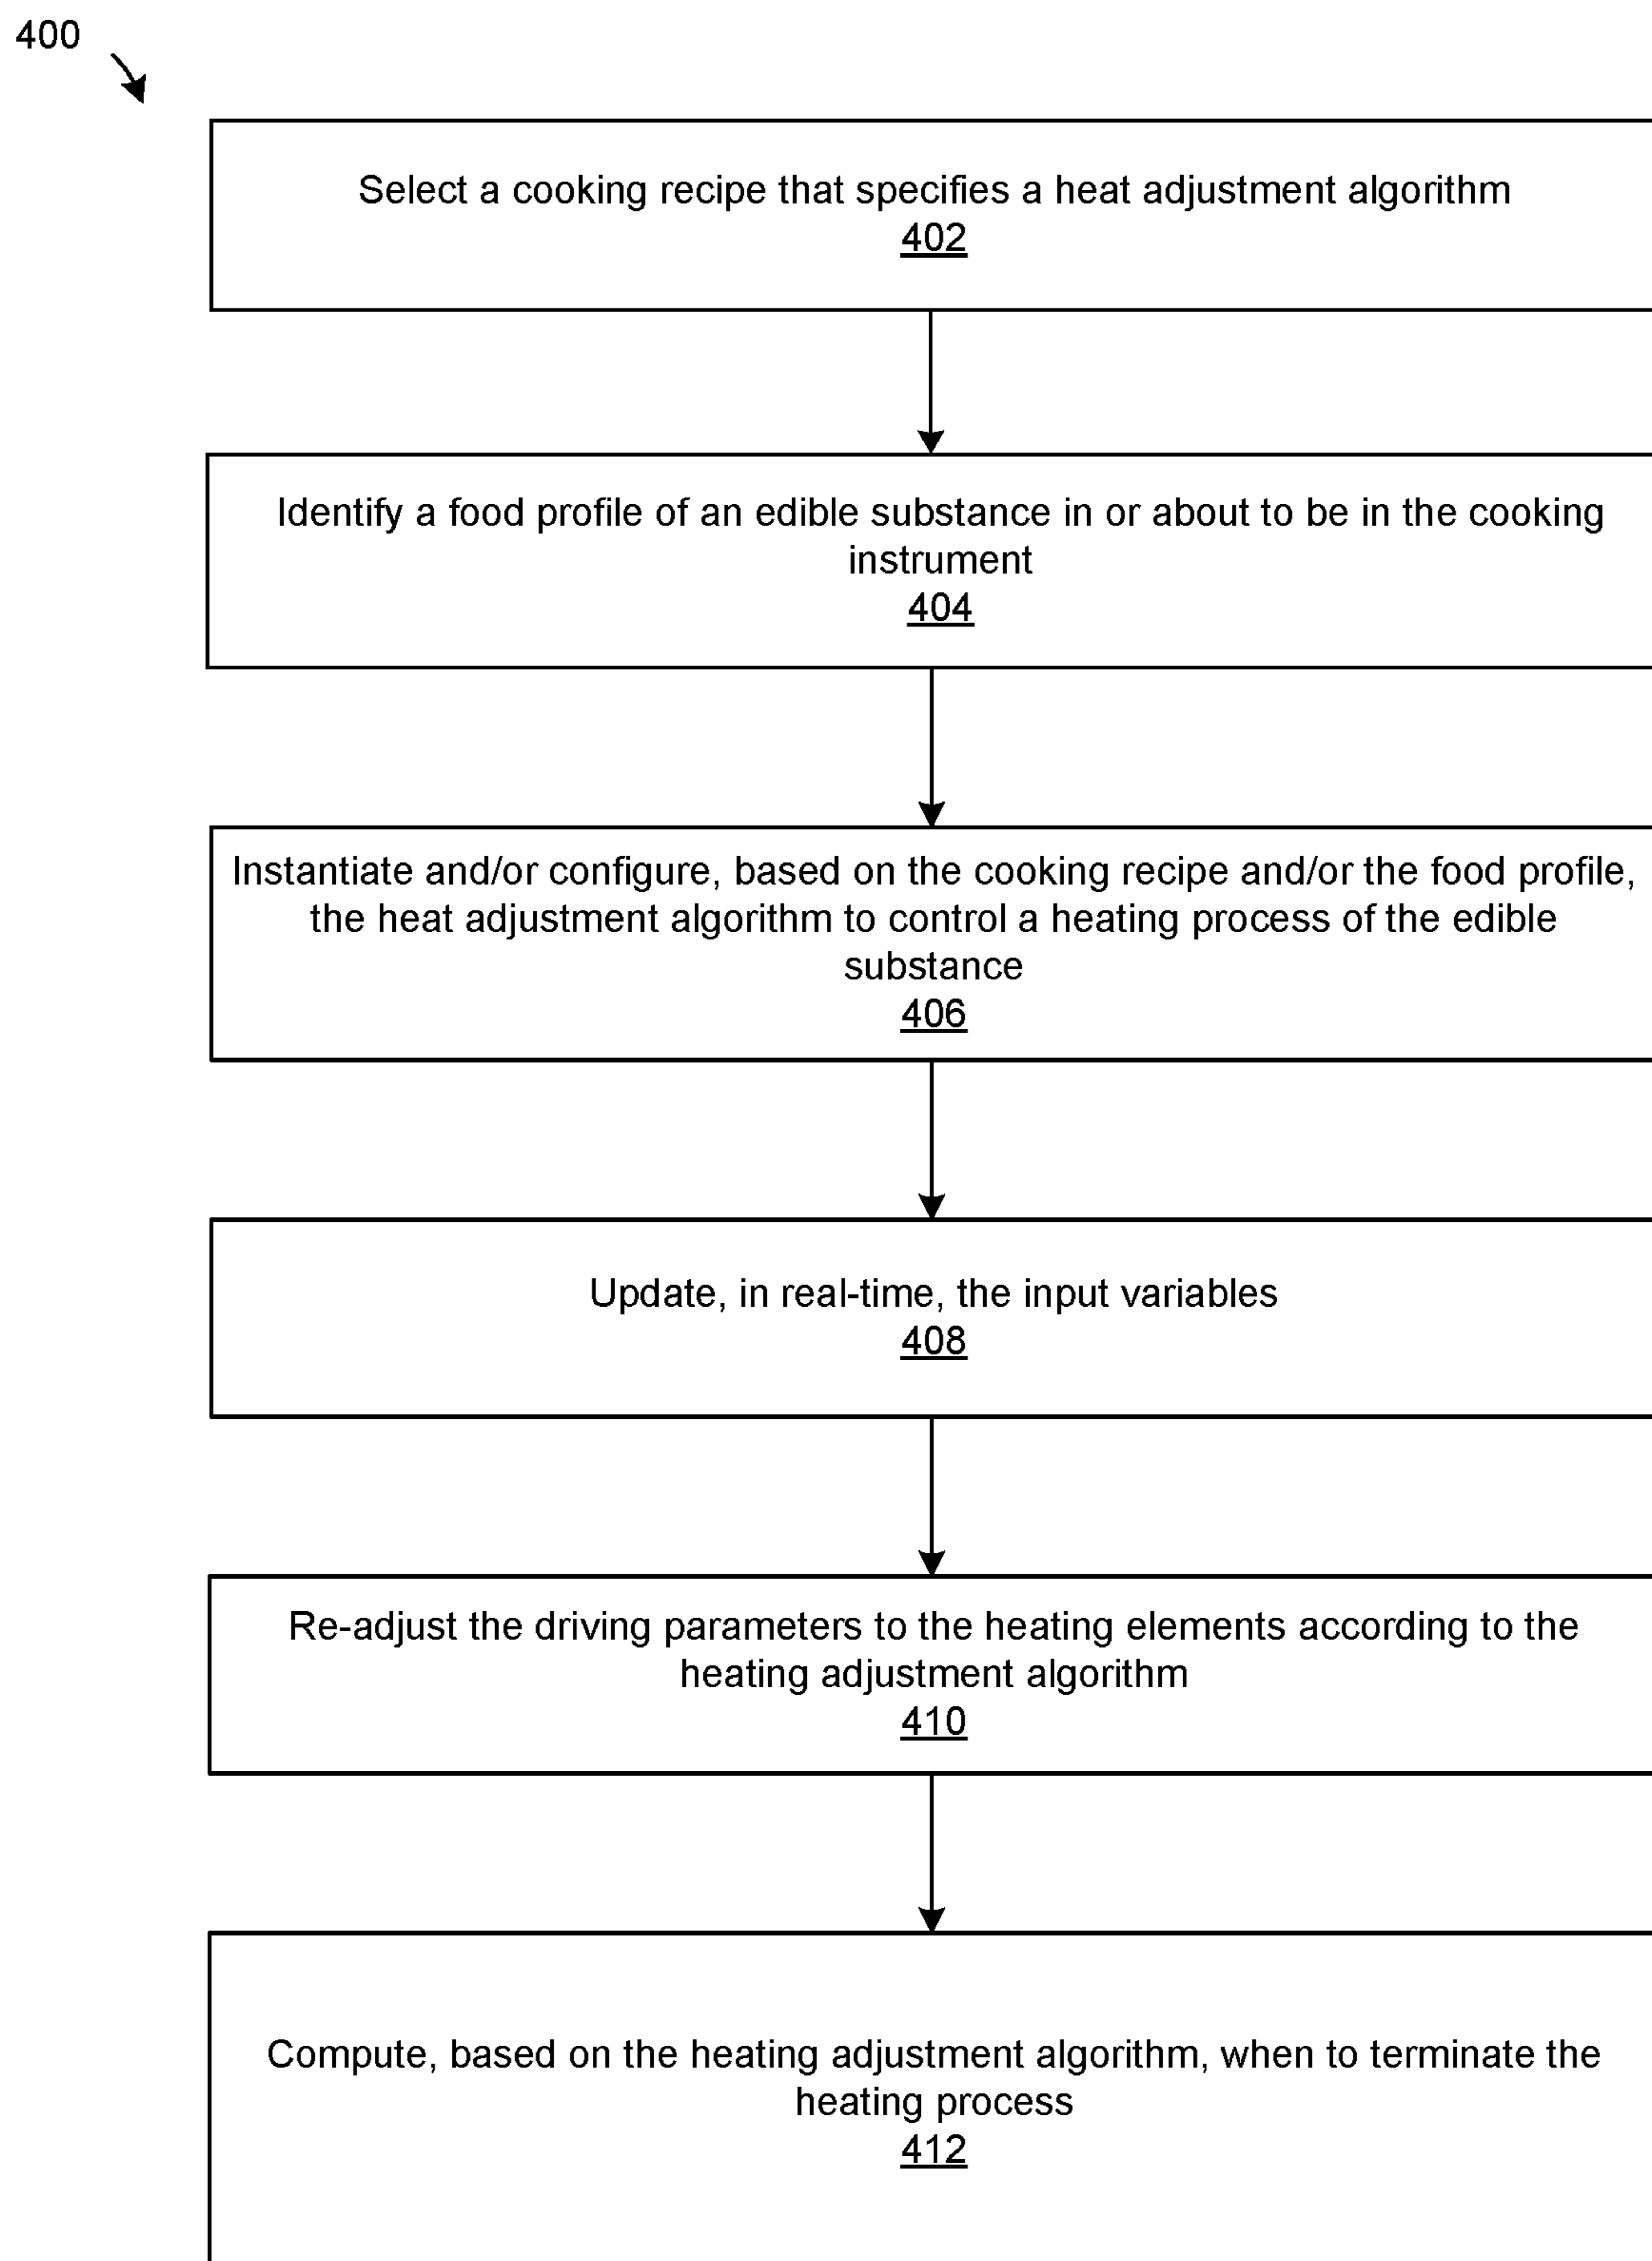 400
Select a cooking recipe that specifies a heat adjustment algorithm
402
Identify a food profile of an edible substance in or about to be in the cooking
instrument
404
Instantiate and/or configure, based on the cooking recipe and/or the food profile,
the heat adjustment algorithm to control a heating process of the edible
substance
406
Update, in real-time, the input variables
408
Re-adjust the driving parameters to the heating elements according to the
heating adjustment algorithm
410
Compute, based on the heating adjustment algorithm, when to terminate the
heating process
412